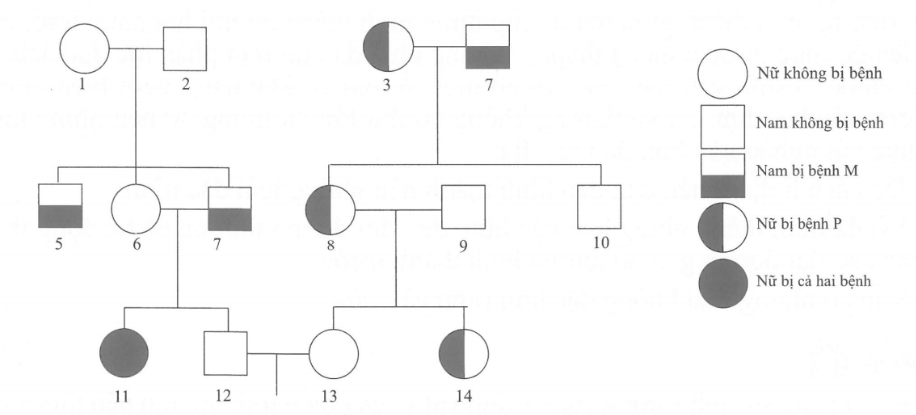 1
2
3
7
Nữ không bị bệnh
Nam không bị bệnh
Nam bị bệnh M
Nữ bị bệnh P
Nữ bị cả hai bệnh
5
6
7
8
9
10
11
12
13
14